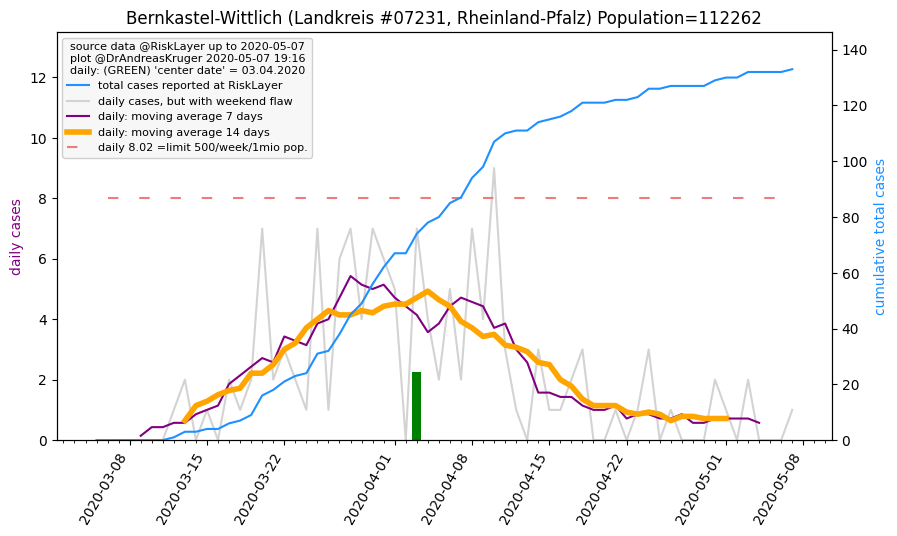 Bernkastel-Wittlich (Landkreis #07231, Rheinland-Pfalz) Population=112262
source data @RiskLayer up to 2020-05-07
plot @DrAndreasKruger 2020-05-07 19:16
daily: (GREEN) 'center date' = 03.04.2020
total cases reported at RiskLayer
daily cases, but with weekend flaw
daily: moving average 7 days
daily: moving average 14 days
daily 8.02 =limit 500/week/1mio pop.
daily cases
12
10
8
6
4
2
0
140
120
100
80
60
40
20
0
cumulative total cases
2020-03-08
2020-03-15
2020-03-22
2020-04-01
2020-04-08
2020-04-15
2020-04-22
2020-05-01
2020-05-08